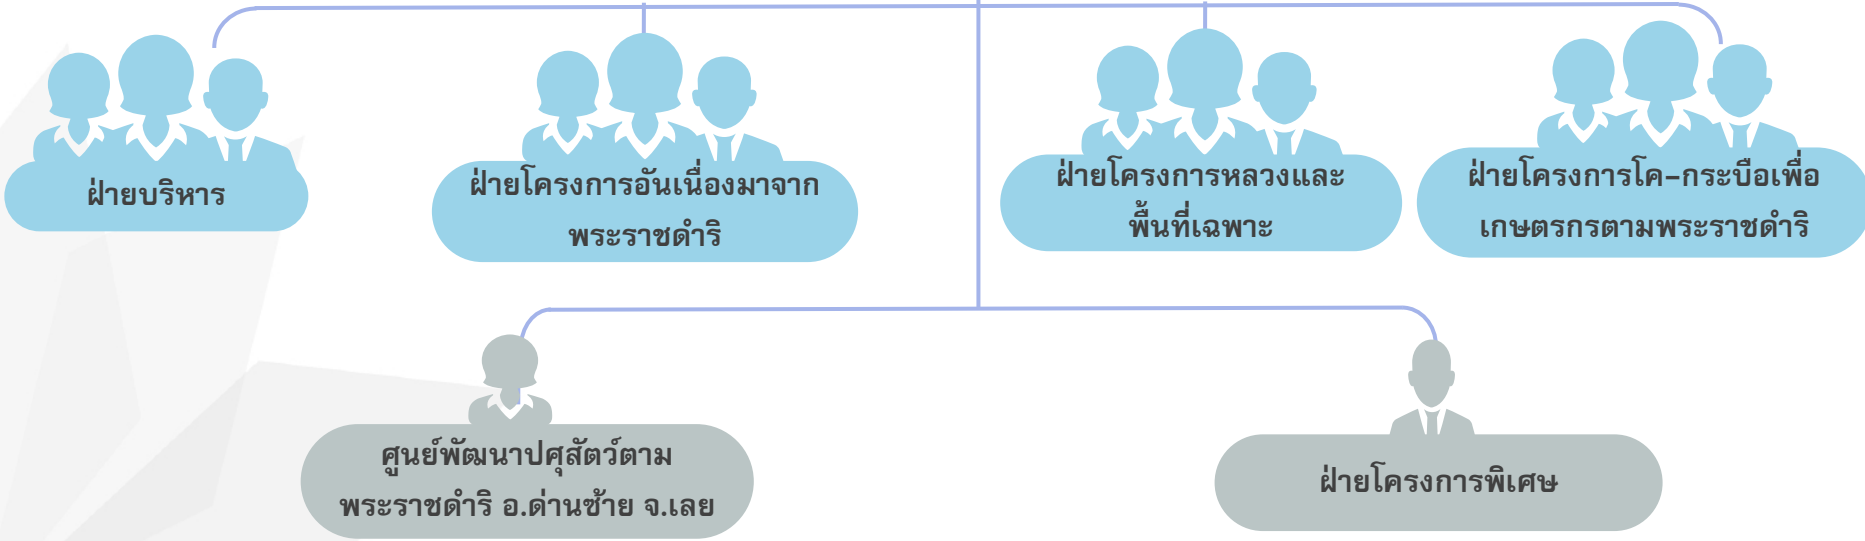 ฝ่ายบริหาร
ฝ่ายโครงการอันเนื่องมาจาก
พระราชดำริ
ฝ่ายโครงการหลวงและ
พื้นที่เฉพาะ
ฝ่ายโครงการโค-กระบือเพื่อ
เกษตรกรตามพระราชดำริ
ศูนย์พัฒนาปศุสัตว์ตาม
พระราชดำริ อ.ด่านซ้าย จ.เลย
ฝ่ายโครงการพิเศษ